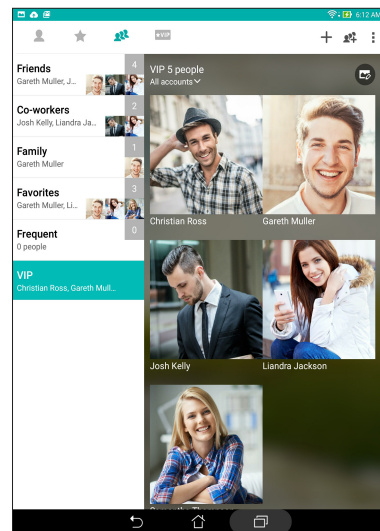 6:12 AM
VIP
Friends
4
Gareth Muller, J...
Co-workers
2
Josh Kelly, Liandra Ja...
Family
1
Gareth Muller
Favorites
3
Gareth Muller, Li...
Frequent
0
0 people
VIP
Christian Ross, Gareth Mull...
VIP 5 people
All accounts
Christian Ross
Gareth Muller
Josh Kelly
Liandra Jackson